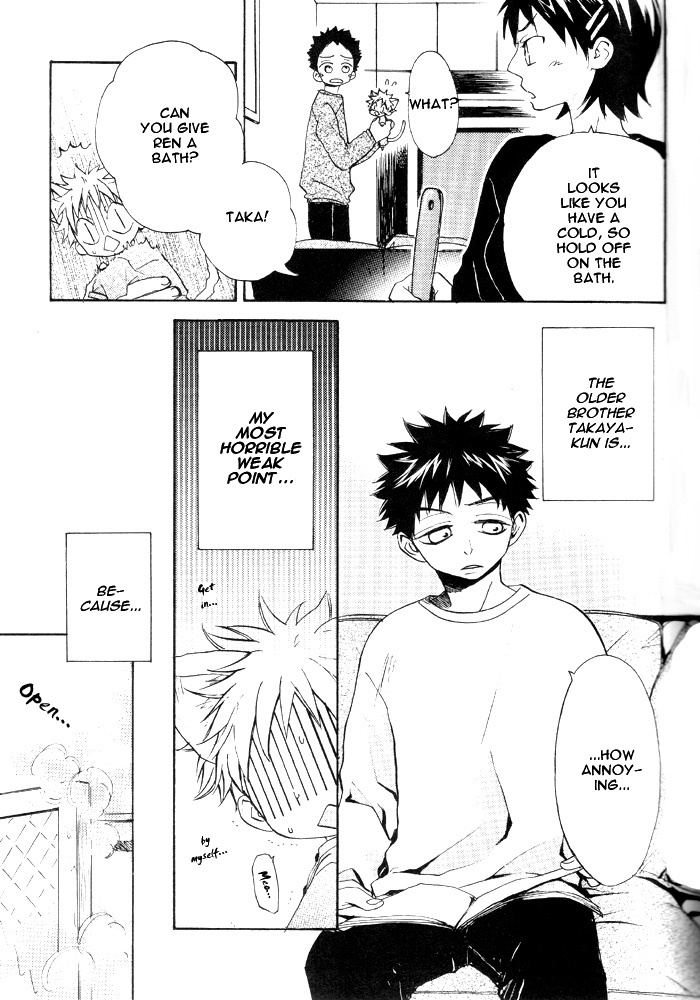 IT
LOOKS
LIKE YOU
HAVE A
COLD, SO
HOLD OFF
ON THE
BATH.
WHAT?
CAN
YOU GIVE
REN A
BATH?
TAKA!
THE
OLDER
BROTHER
TAKAYA-
KUN IS...
...HOW
ANNOY-
ING...
MY
MOST
HORRIBLE
WEAK
POINT...
Get
in...
by
myself...
Meo...
BE-
CAUSE...
Open...